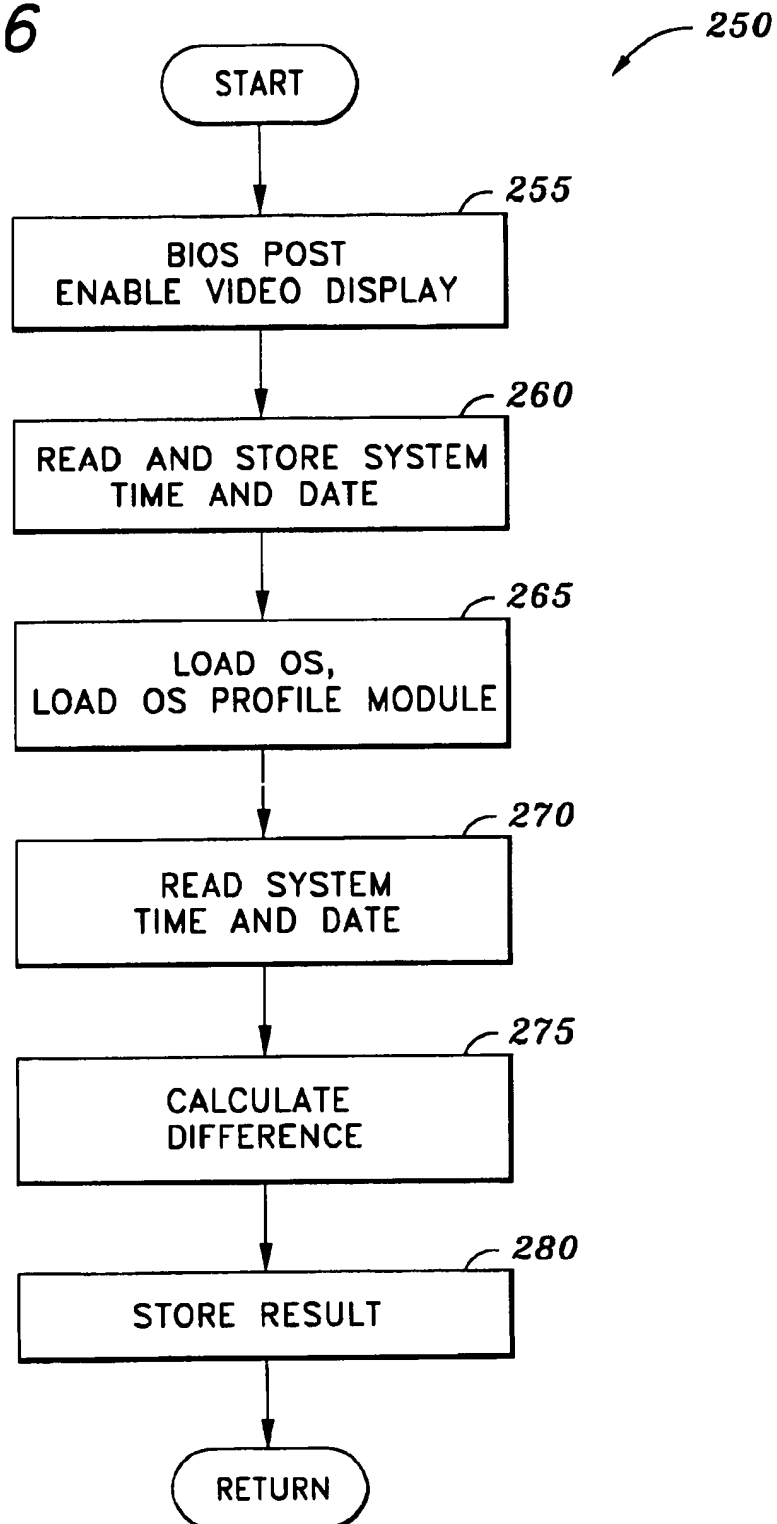 6
250
START
255
BIOS POST
ENABLE VIDEO DISPLAY
260
READ AND STORE SYSTEM
TIME AND DATE
265
LOAD OS,
LOAD OS PROFILE MODULE
270
READ SYSTEM
TIME AND DATE
275
CALCULATE
DIFFERENCE
280
STORE RESULT
RETURN